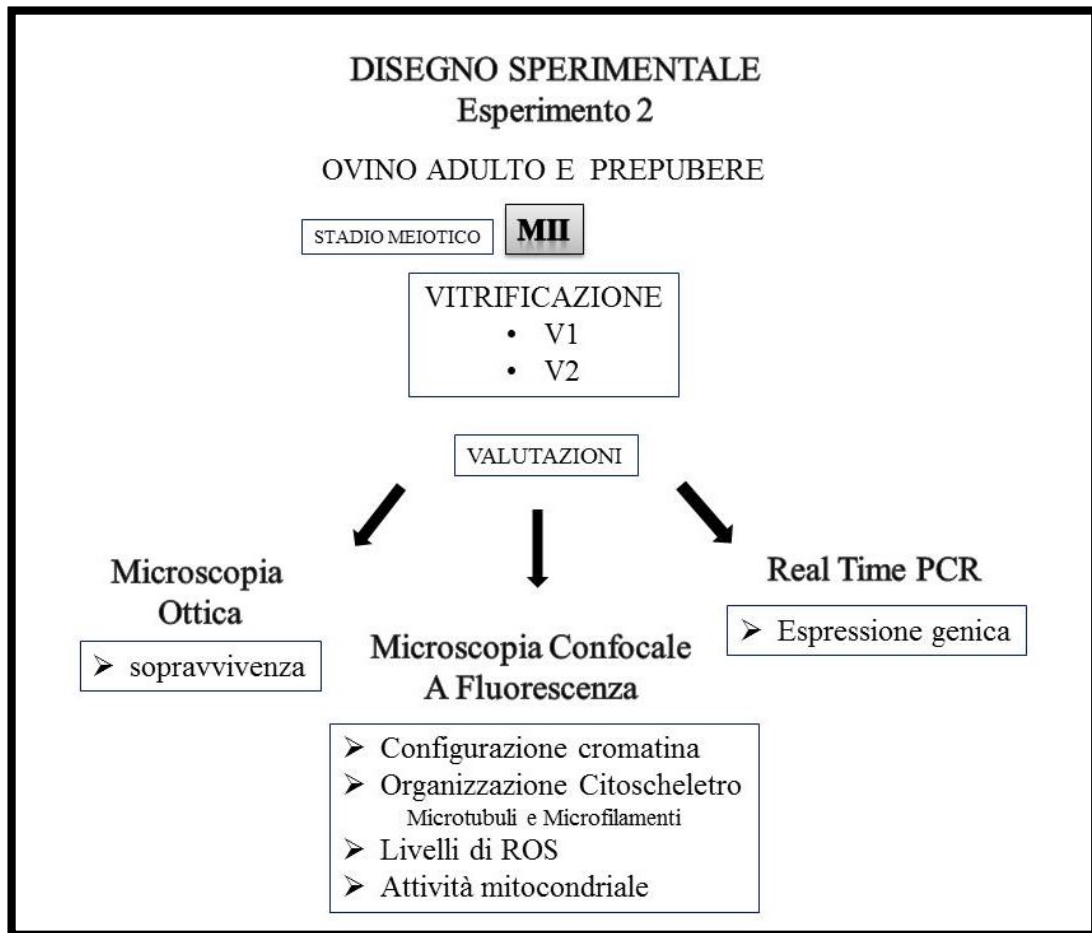 DISEGNO SPERIMENTALE
Esperimento 2
OVINO ADULTO E PREPUBERE
STADIO MEIOTICO
MII
VITRIFICAZIONE
• V1
• V2
VALUTAZIONI
Microscopia
Ottica
➢ sopravvivenza
Microscopia Confocale
A Fluorescenza
➢ Configurazione cromatina
➢ Organizzazione Citoscheletro
Microtubuli e Microfilamenti
➢ Livelli di ROS
➢ Attività mitocondriale
Real Time PCR
➢ Espressione genica